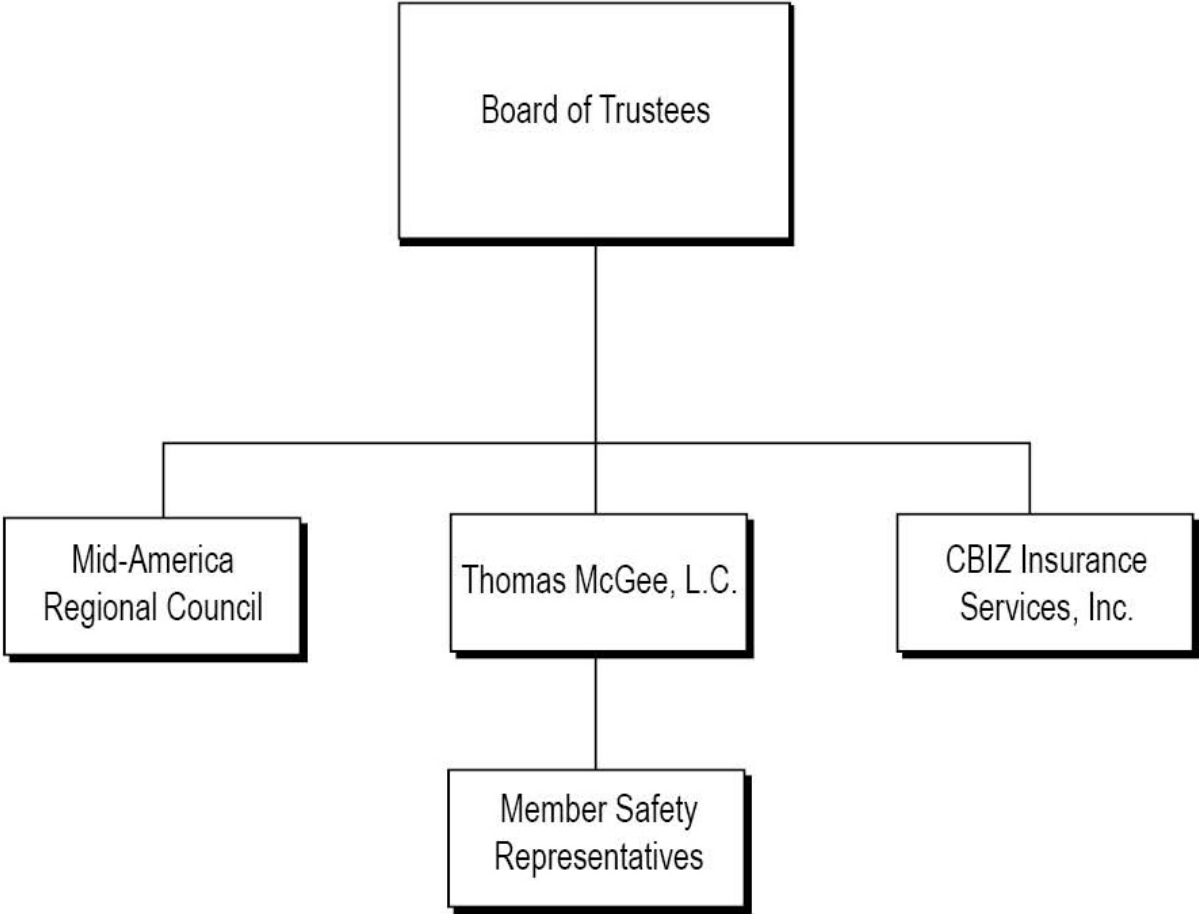 Board of Trustees
Mid-America
Regional Council
Thomas McGee, L.C.
CBIZ Insurance
Services, Inc.
Member Safety
Representatives